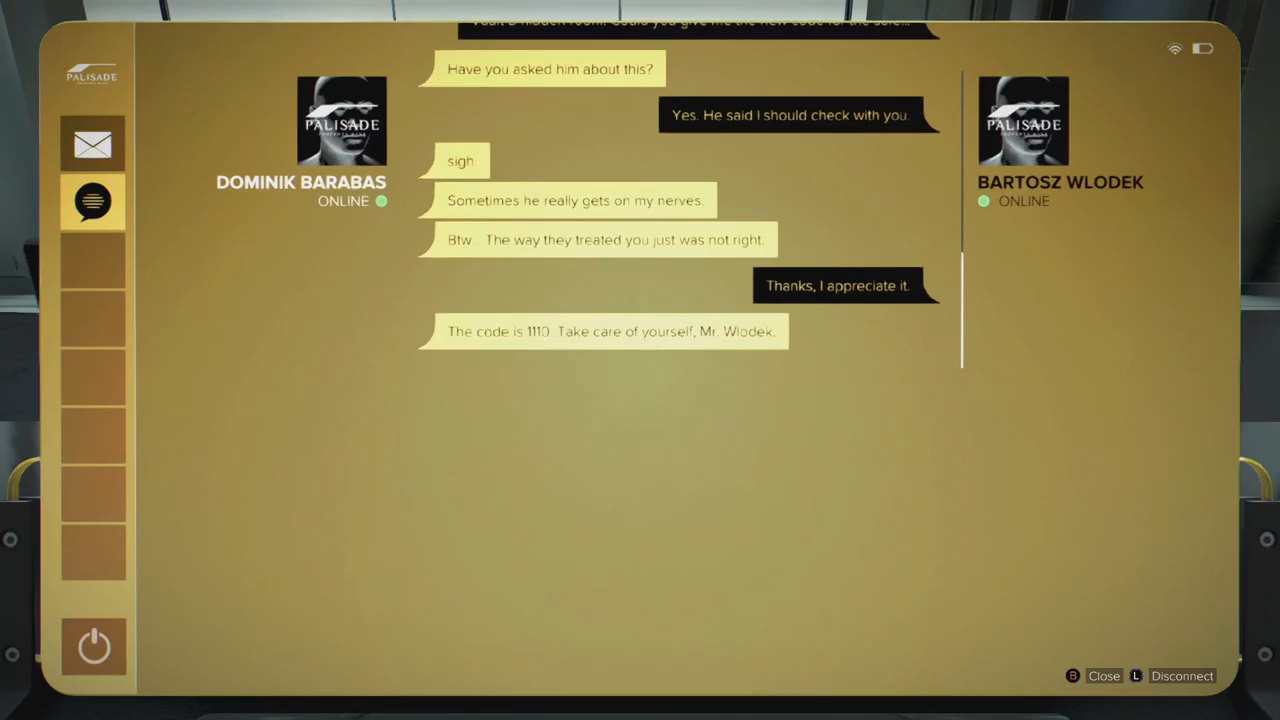 Have you asked him about this?
PALISADE
PALISADE
PALISADE
Yes. He said I should check with you.
sigh.
DOMINIK BARABAS
BARTOSZ WLODEK
ONLINE
Sometimes he really gets on my nerves.
ONLINE
Btw... The way they treated you just was not right.
Thanks, I appreciate it.
The code is 1110. Take care of yourself, Mr. Wlodek.
B Close L Disconnect